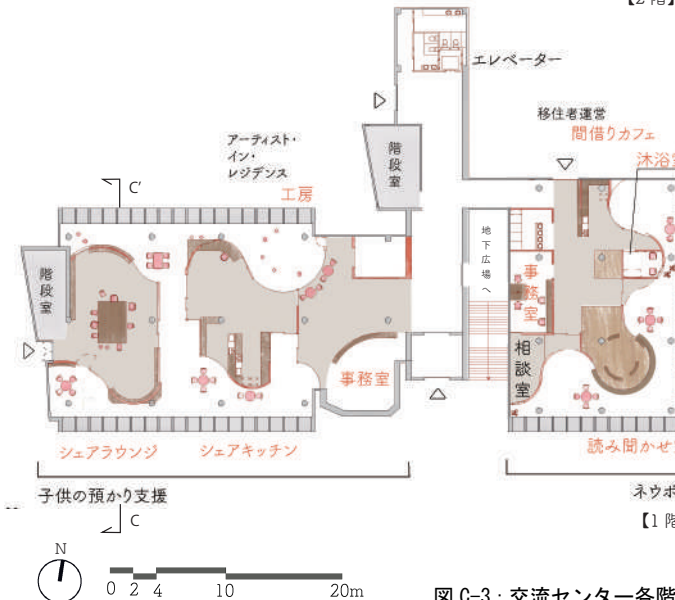 【2 階】
エレベーター
移住者運営
間借りカフェ
沐浴室
アーティスト・
イン・
レジデンス
工房
階段室
C'
地下広場へ
階段室
事務室
相談室
事務室
シェアラウンジ
シェアキッチン
読み聞かせ
子供の預かり支援
ネウボ
【1 階
C
N
0 2 4 10 20m
図 C-3：交流センター各階